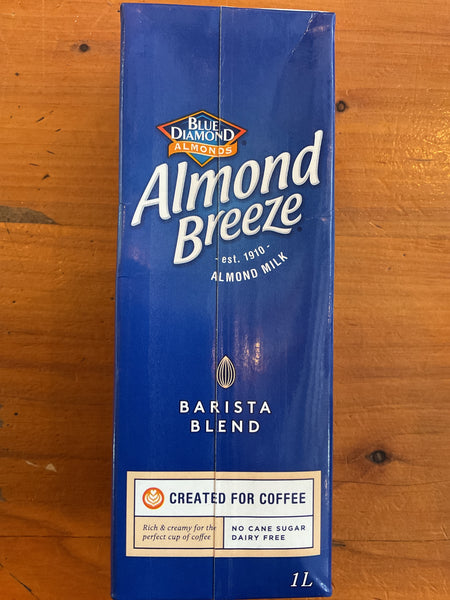 BLUE
DIAMOND
ALMONDS
Almond
Breeze
- est. 1910 -
ALMOND MILK
BARISTA
BLEND
CREATED FOR COFFEE
Rich & creamy for the
perfect cup of coffee
NO CANE SUGAR
DAIRY FREE
1L